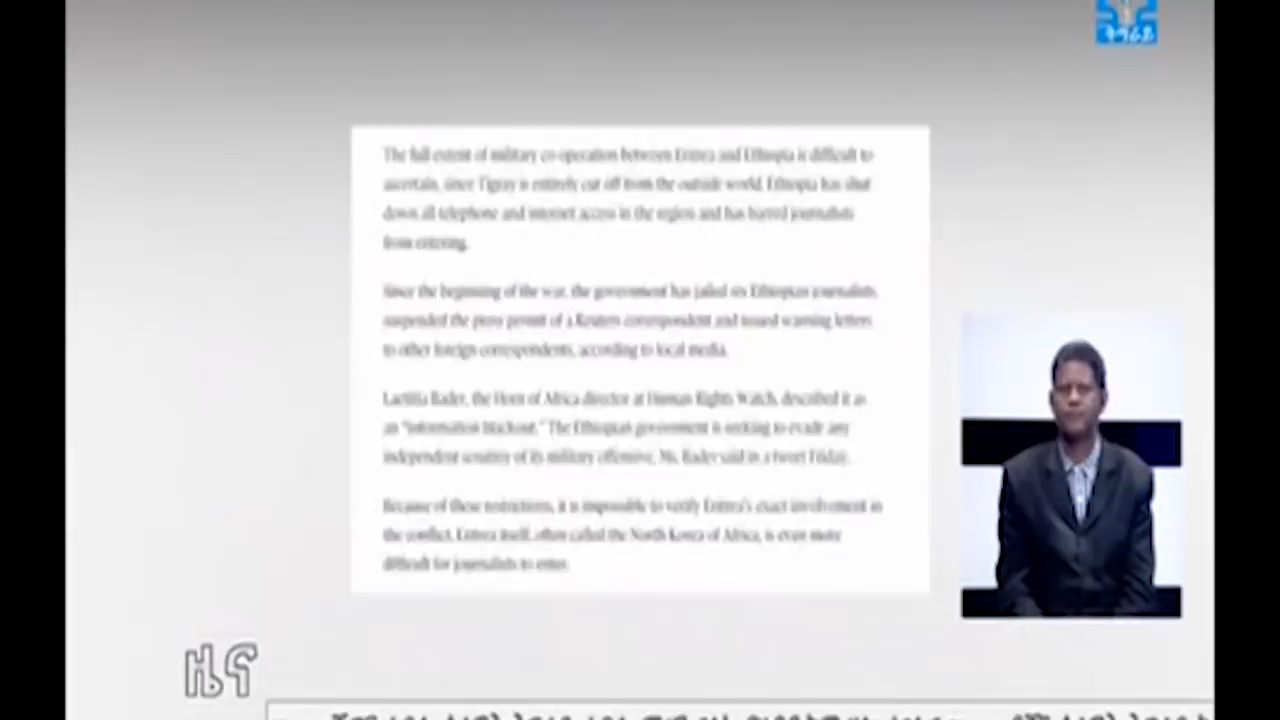 ትግራይ
The full extent of military co-operation between Eritrea and Ethiopia is difficult to
ascertain, since Tigray is entirely cut off from the outside world. Ethiopia has shut
down all telephone and internet access in the region and has barred journalists
from entering.
Since the beginning of the war, the government has jailed six Ethiopian journalists,
suspended the press permit of a Reuters correspondent and issued warning letters
to other foreign correspondents, according to local media.
Laetitia Bader, the Horn of Africa director at Human Rights Watch, described it as
an “information blackout.” The Ethiopian government is seeking to evade any
independent scrutiny of its military offensive, Ms. Bader said in a tweet Friday.
Because of these restrictions, it is impossible to verify Eritrea’s exact involvement in
the conflict. Eritrea itself, often called the North Korea of Africa, is even more
difficult for journalists to enter.
ዜና